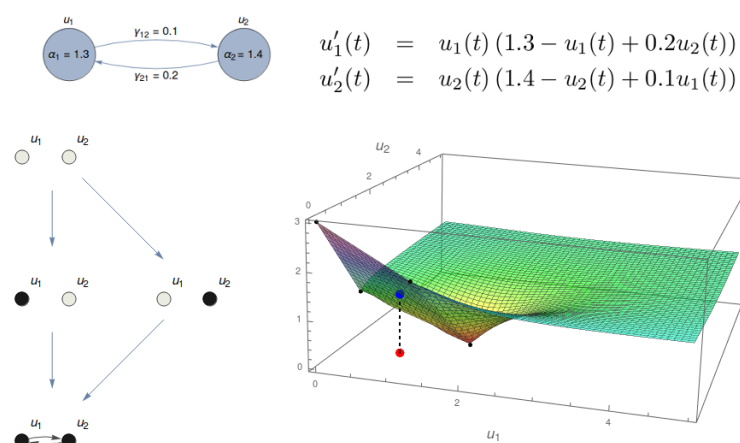 u1 u2
γ12 = 0.1
α1 = 1.3 α2 = 1.4
γ21 = 0.2
u′1(t) = u1(t) (1.3 − u1(t) + 0.2u2(t))
u′2(t) = u2(t) (1.4 − u2(t) + 0.1u1(t))
u1 u2
u1 u2 u1 u2
u1 u2
u2
4
2
0
3
2
1
0
0
2
4
u1